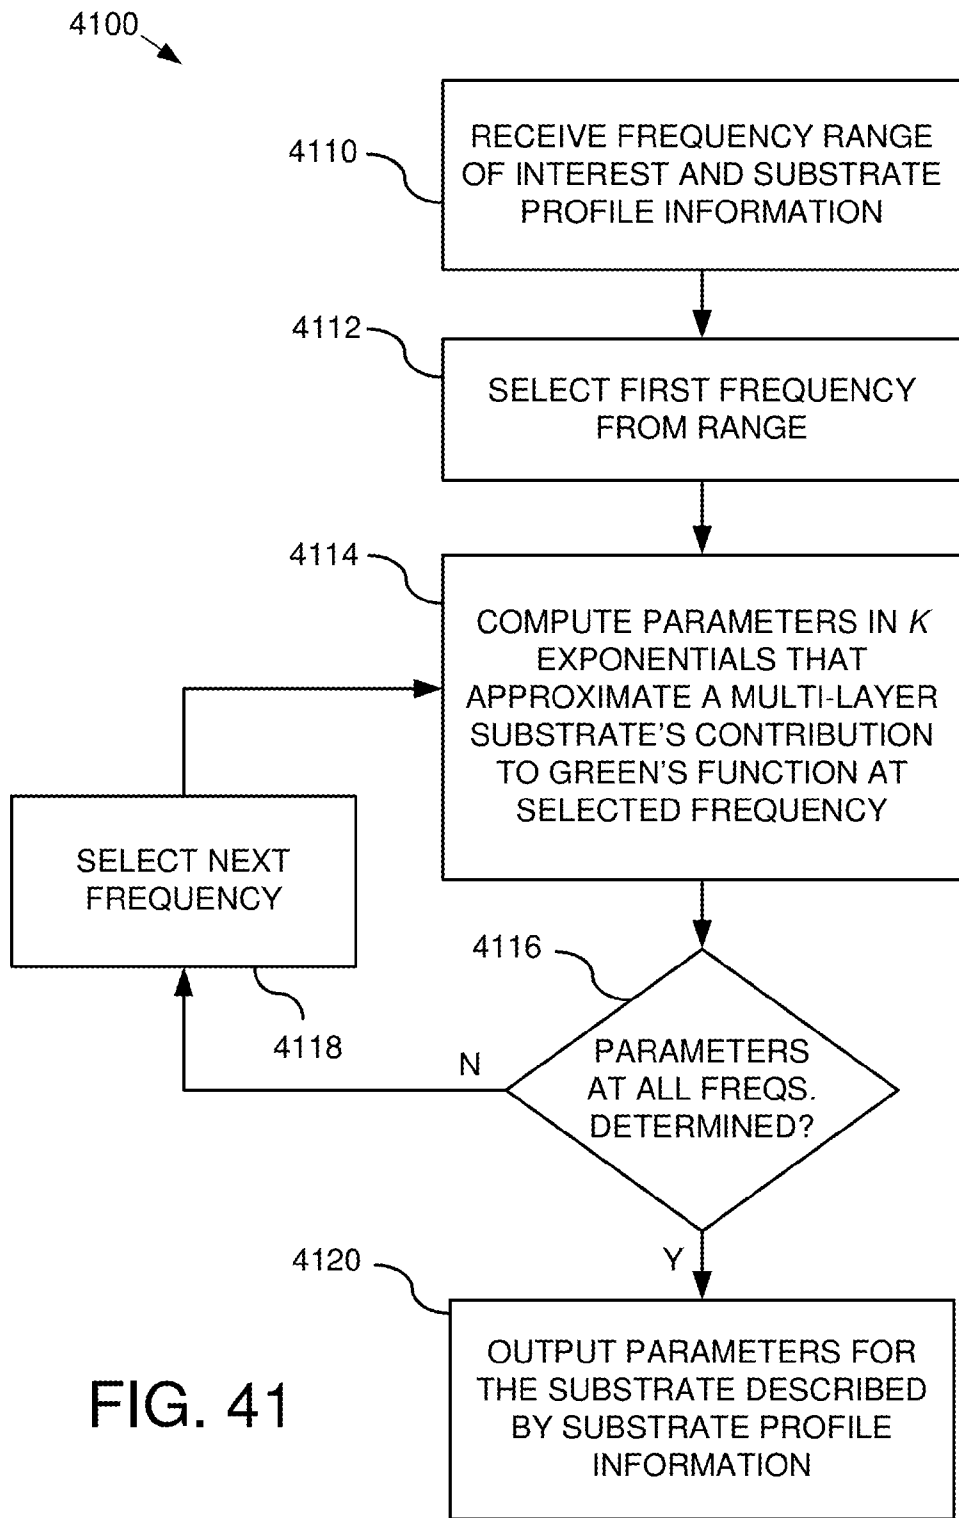 4100
4110
RECEIVE FREQUENCY RANGE
OF INTEREST AND SUBSTRATE
PROFILE INFORMATION
4112
SELECT FIRST FREQUENCY
FROM RANGE
4114
COMPUTE PARAMETERS IN K
EXPONENTIALS THAT
APPROXIMATE A MULTI-LAYER
SUBSTRATE'S CONTRIBUTION
TO GREEN'S FUNCTION AT
SELECTED FREQUENCY
SELECT NEXT
FREQUENCY
4118
4116
PARAMETERS
AT ALL FREQS.
DETERMINED?
N
Y
4120
OUTPUT PARAMETERS FOR
THE SUBSTRATE DESCRIBED
BY SUBSTRATE PROFILE
INFORMATION
FIG. 41